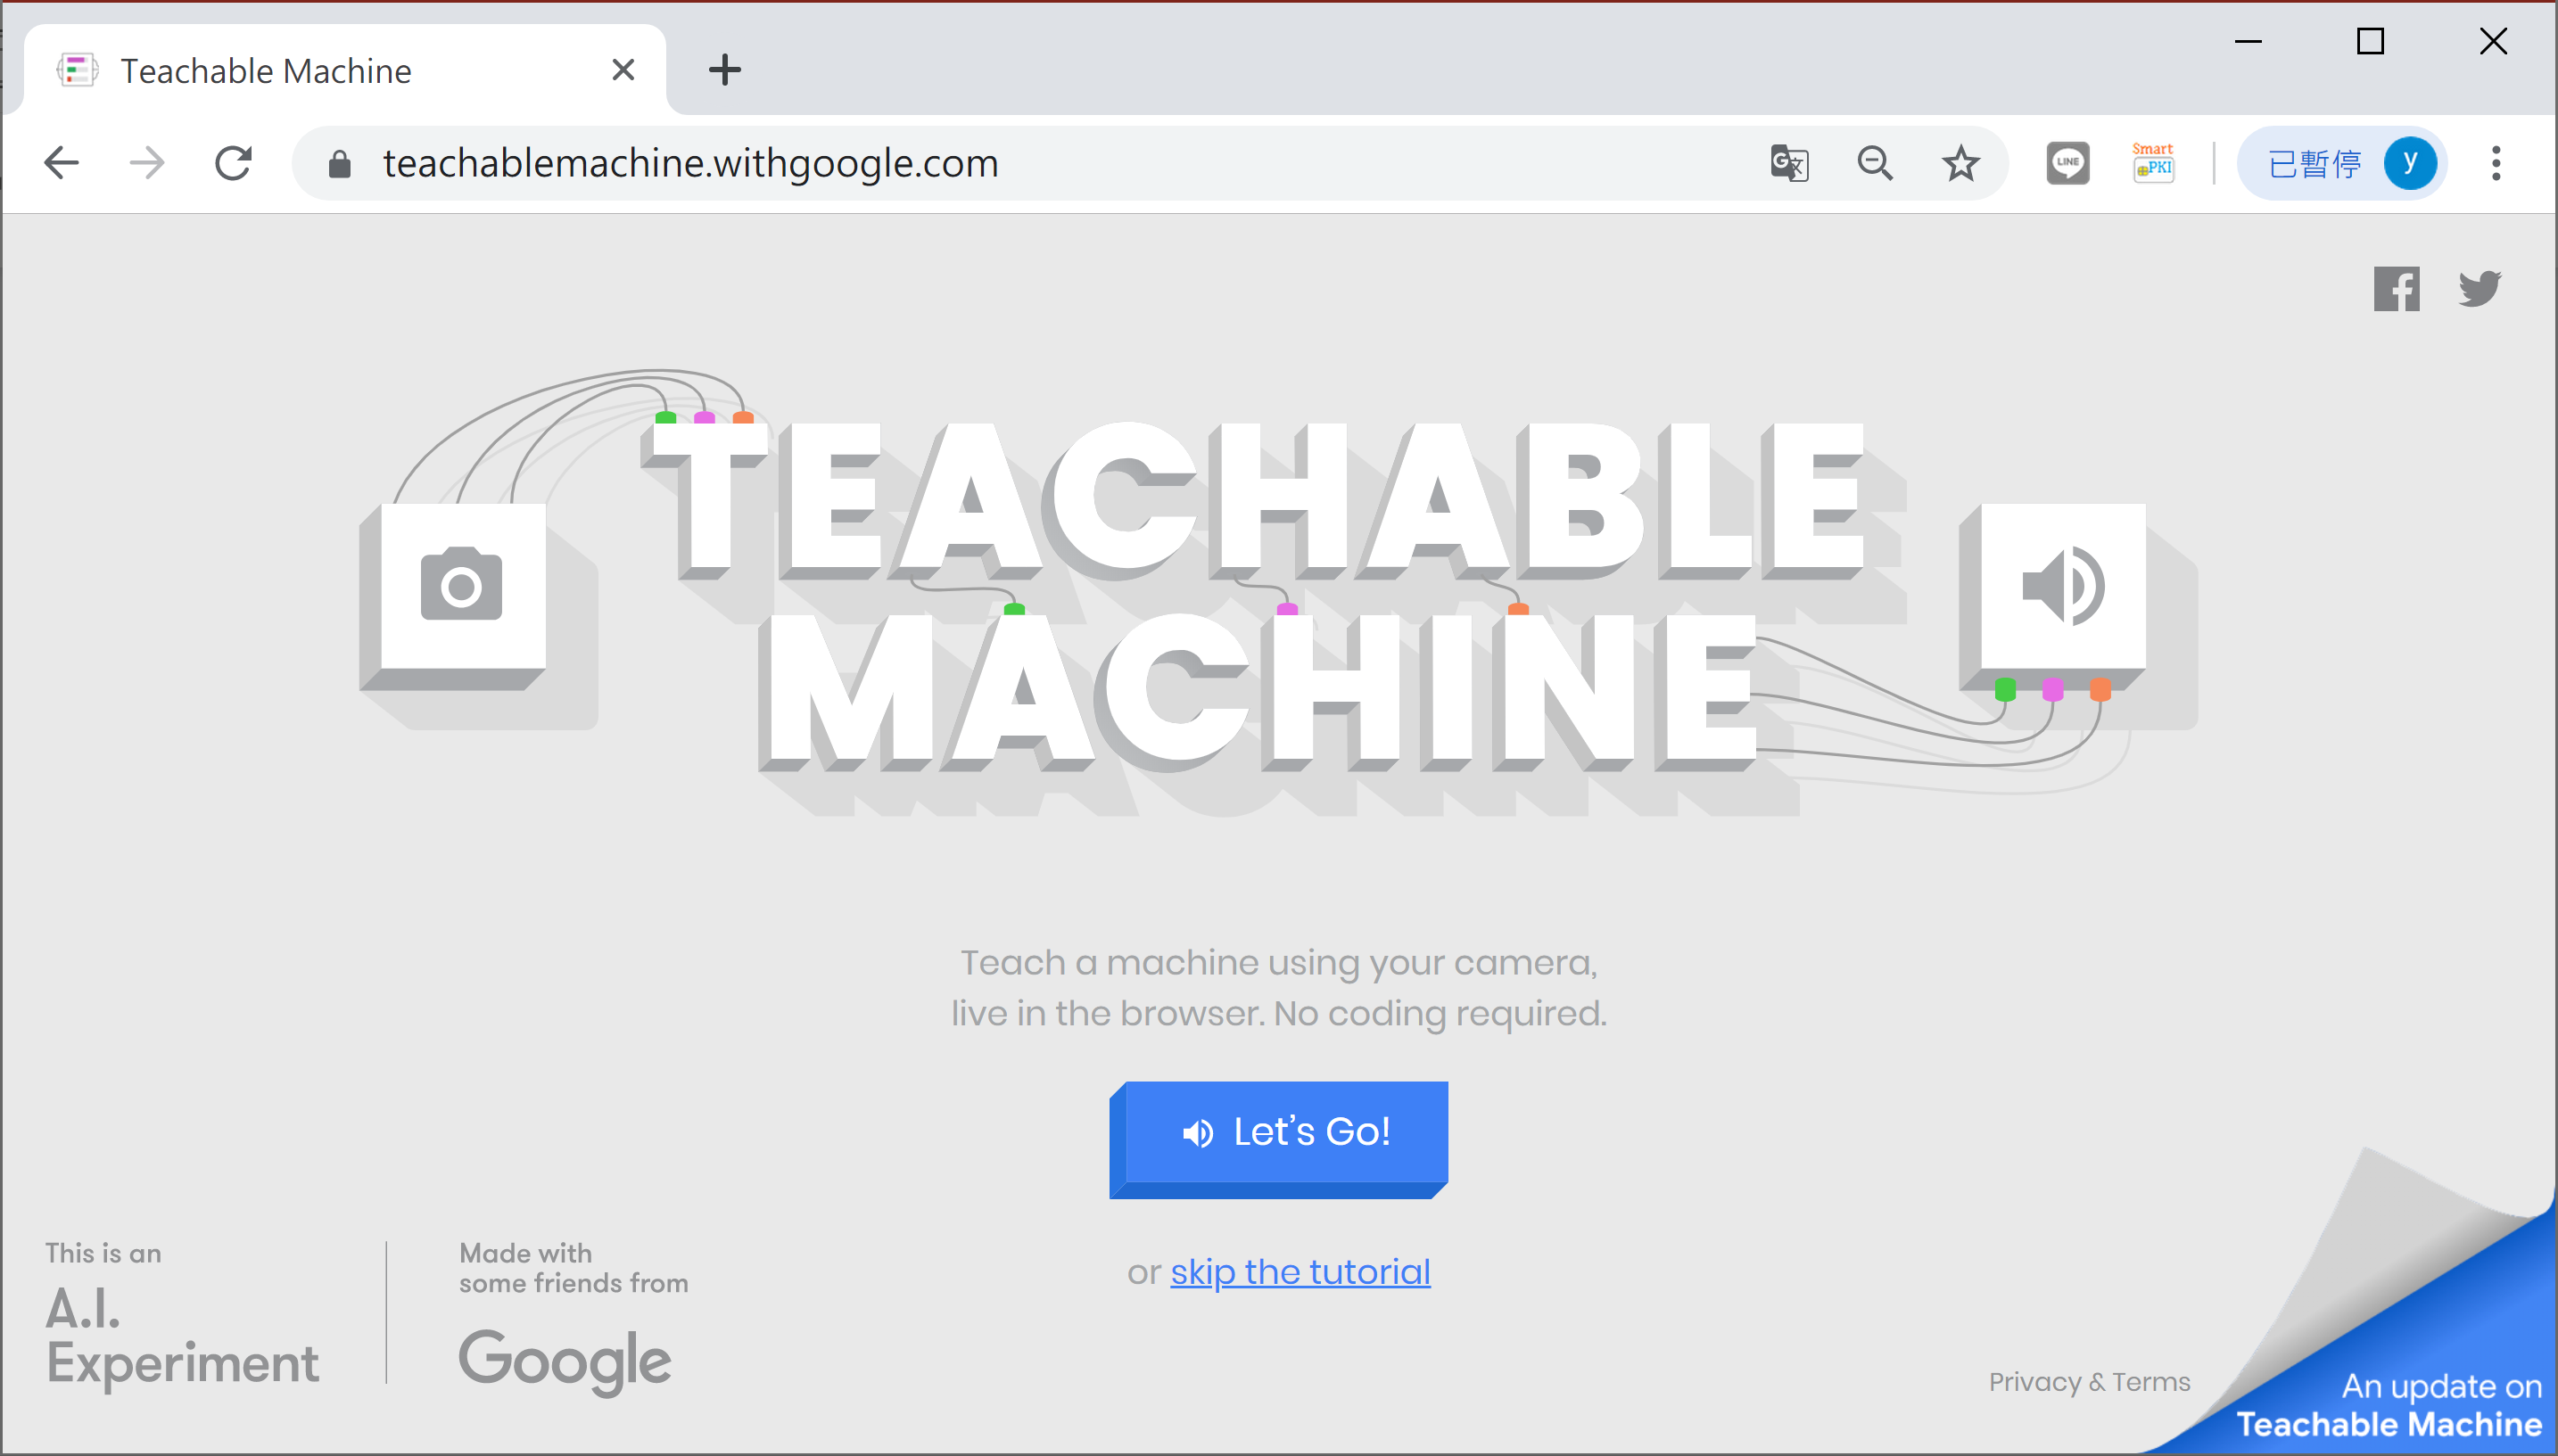 Teachable Machine
teachablemachine.withgoogle.com
LINE
Smart
PKI
已暫停
y
TEACHABLE
MACHINE
Teach a machine using your camera,
live in the browser. No coding required.
Let's Go!
or skip the tutorial
This is an
A.I.
Experiment
Made with
some friends from
Google
Privacy & Terms
An update on
Teachable Machine